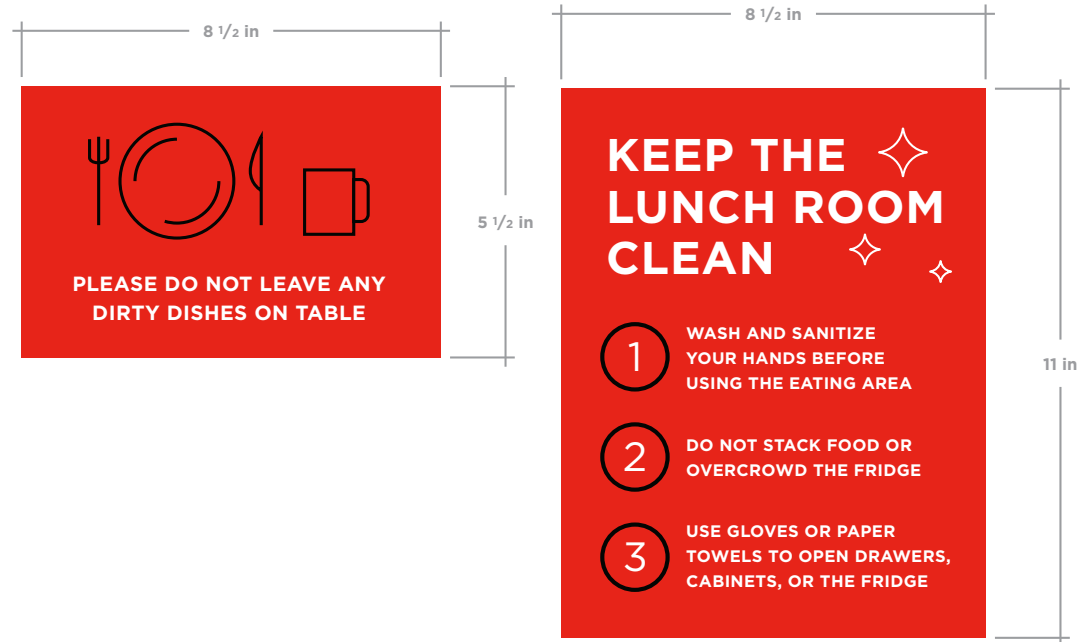 8 1/2 in
5 1/2 in
PLEASE DO NOT LEAVE ANY
DIRTY DISHES ON TABLE
8 1/2 in
11 in
KEEP THE
LUNCH ROOM
CLEAN
1
WASH AND SANITIZE
YOUR HANDS BEFORE
USING THE EATING AREA
2
DO NOT STACK FOOD OR
OVERCROWD THE FRIDGE
3
USE GLOVES OR PAPER
TOWELS TO OPEN DRAWERS,
CABINETS, OR THE FRIDGE